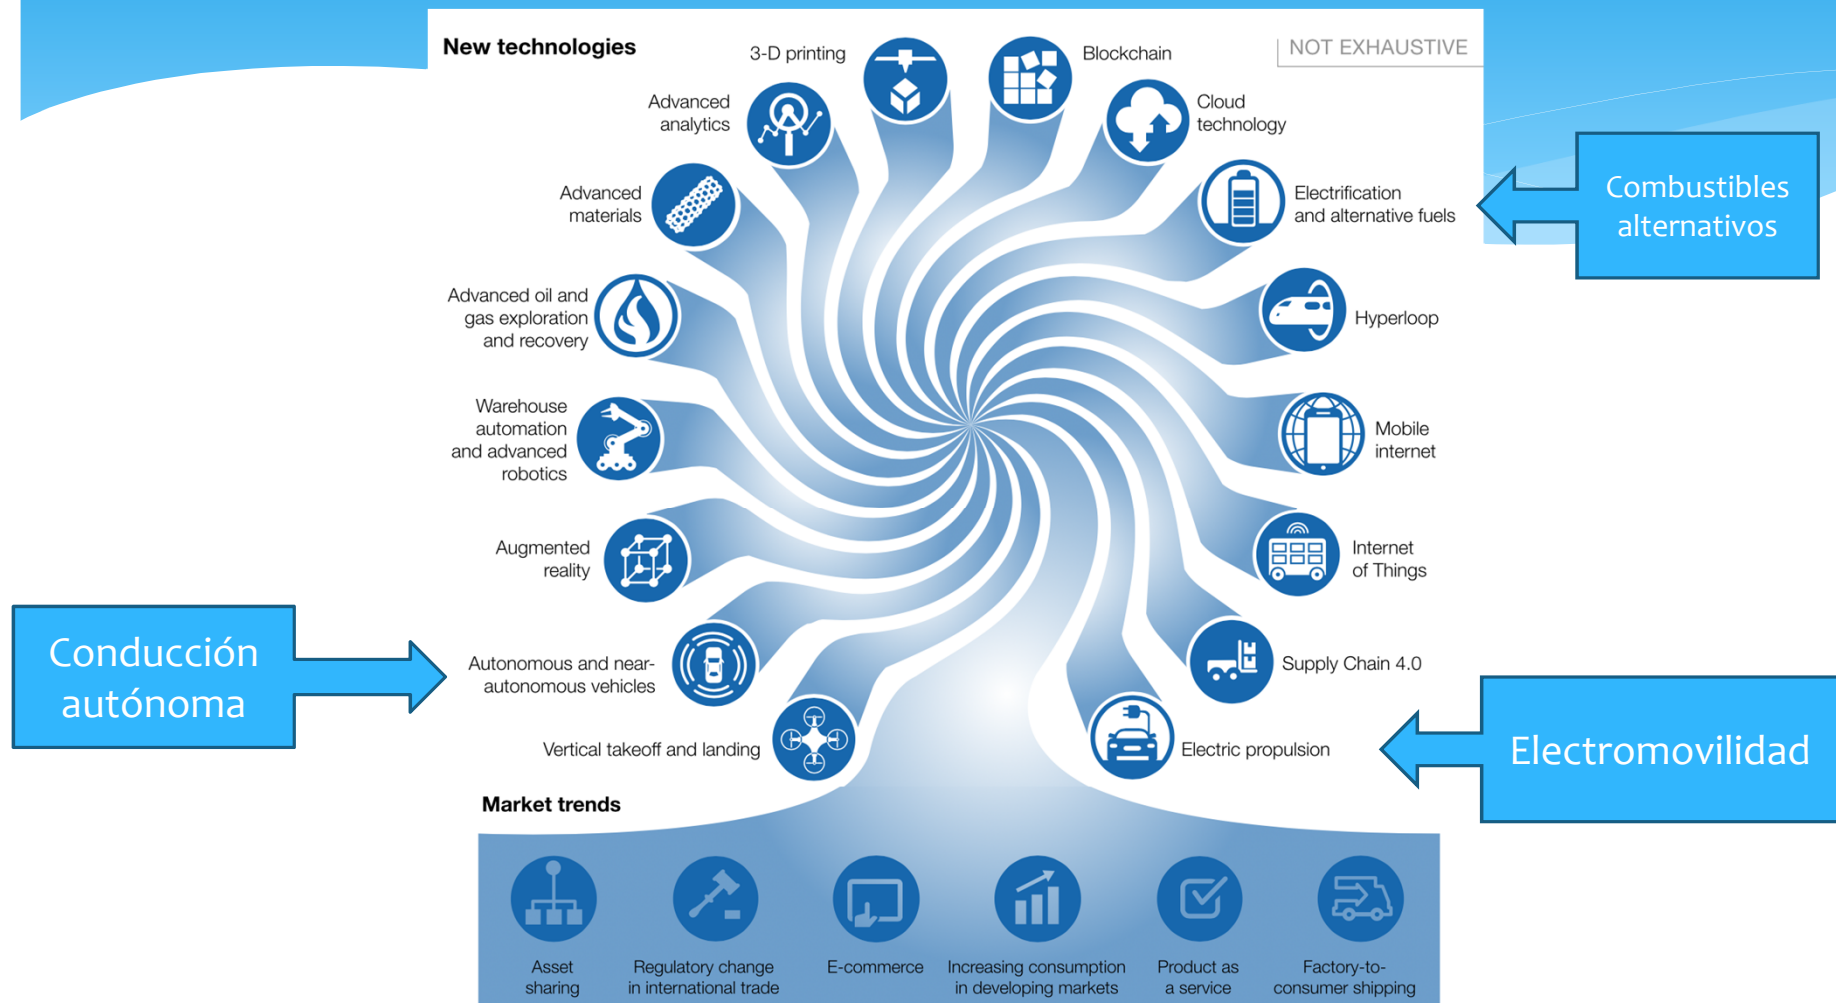 New technologies
NOT EXHAUSTIVE
3-D printing
Blockchain
Advanced
analytics
Cloud
technology
Advanced
materials
Electrification
and alternative fuels
Combustibles
alternativos
Advanced oil and
gas exploration
and recovery
Hyperloop
Warehouse
automation
and advanced
robotics
Mobile
internet
Augmented
reality
Internet
of Things
Conducción
autónoma
Autonomous and near-
autonomous vehicles
Supply Chain 4.0
Vertical takeoff and landing
Electric propulsion
Electromovilidad
Market trends
Asset
sharing
Regulatory change
in international trade
E-commerce
Increasing consumption
in developing markets
Product as
a service
Factory-to-
consumer shipping